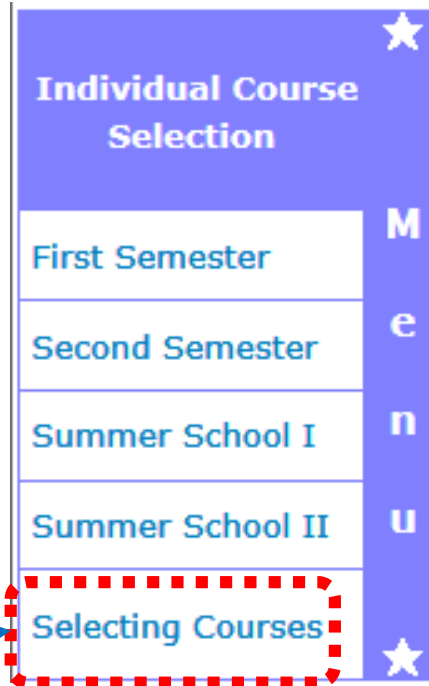 Individual Course
Selection
First Semester
Second Semester
Summer School I
Summer School II
Selecting Courses
M
e
n
u